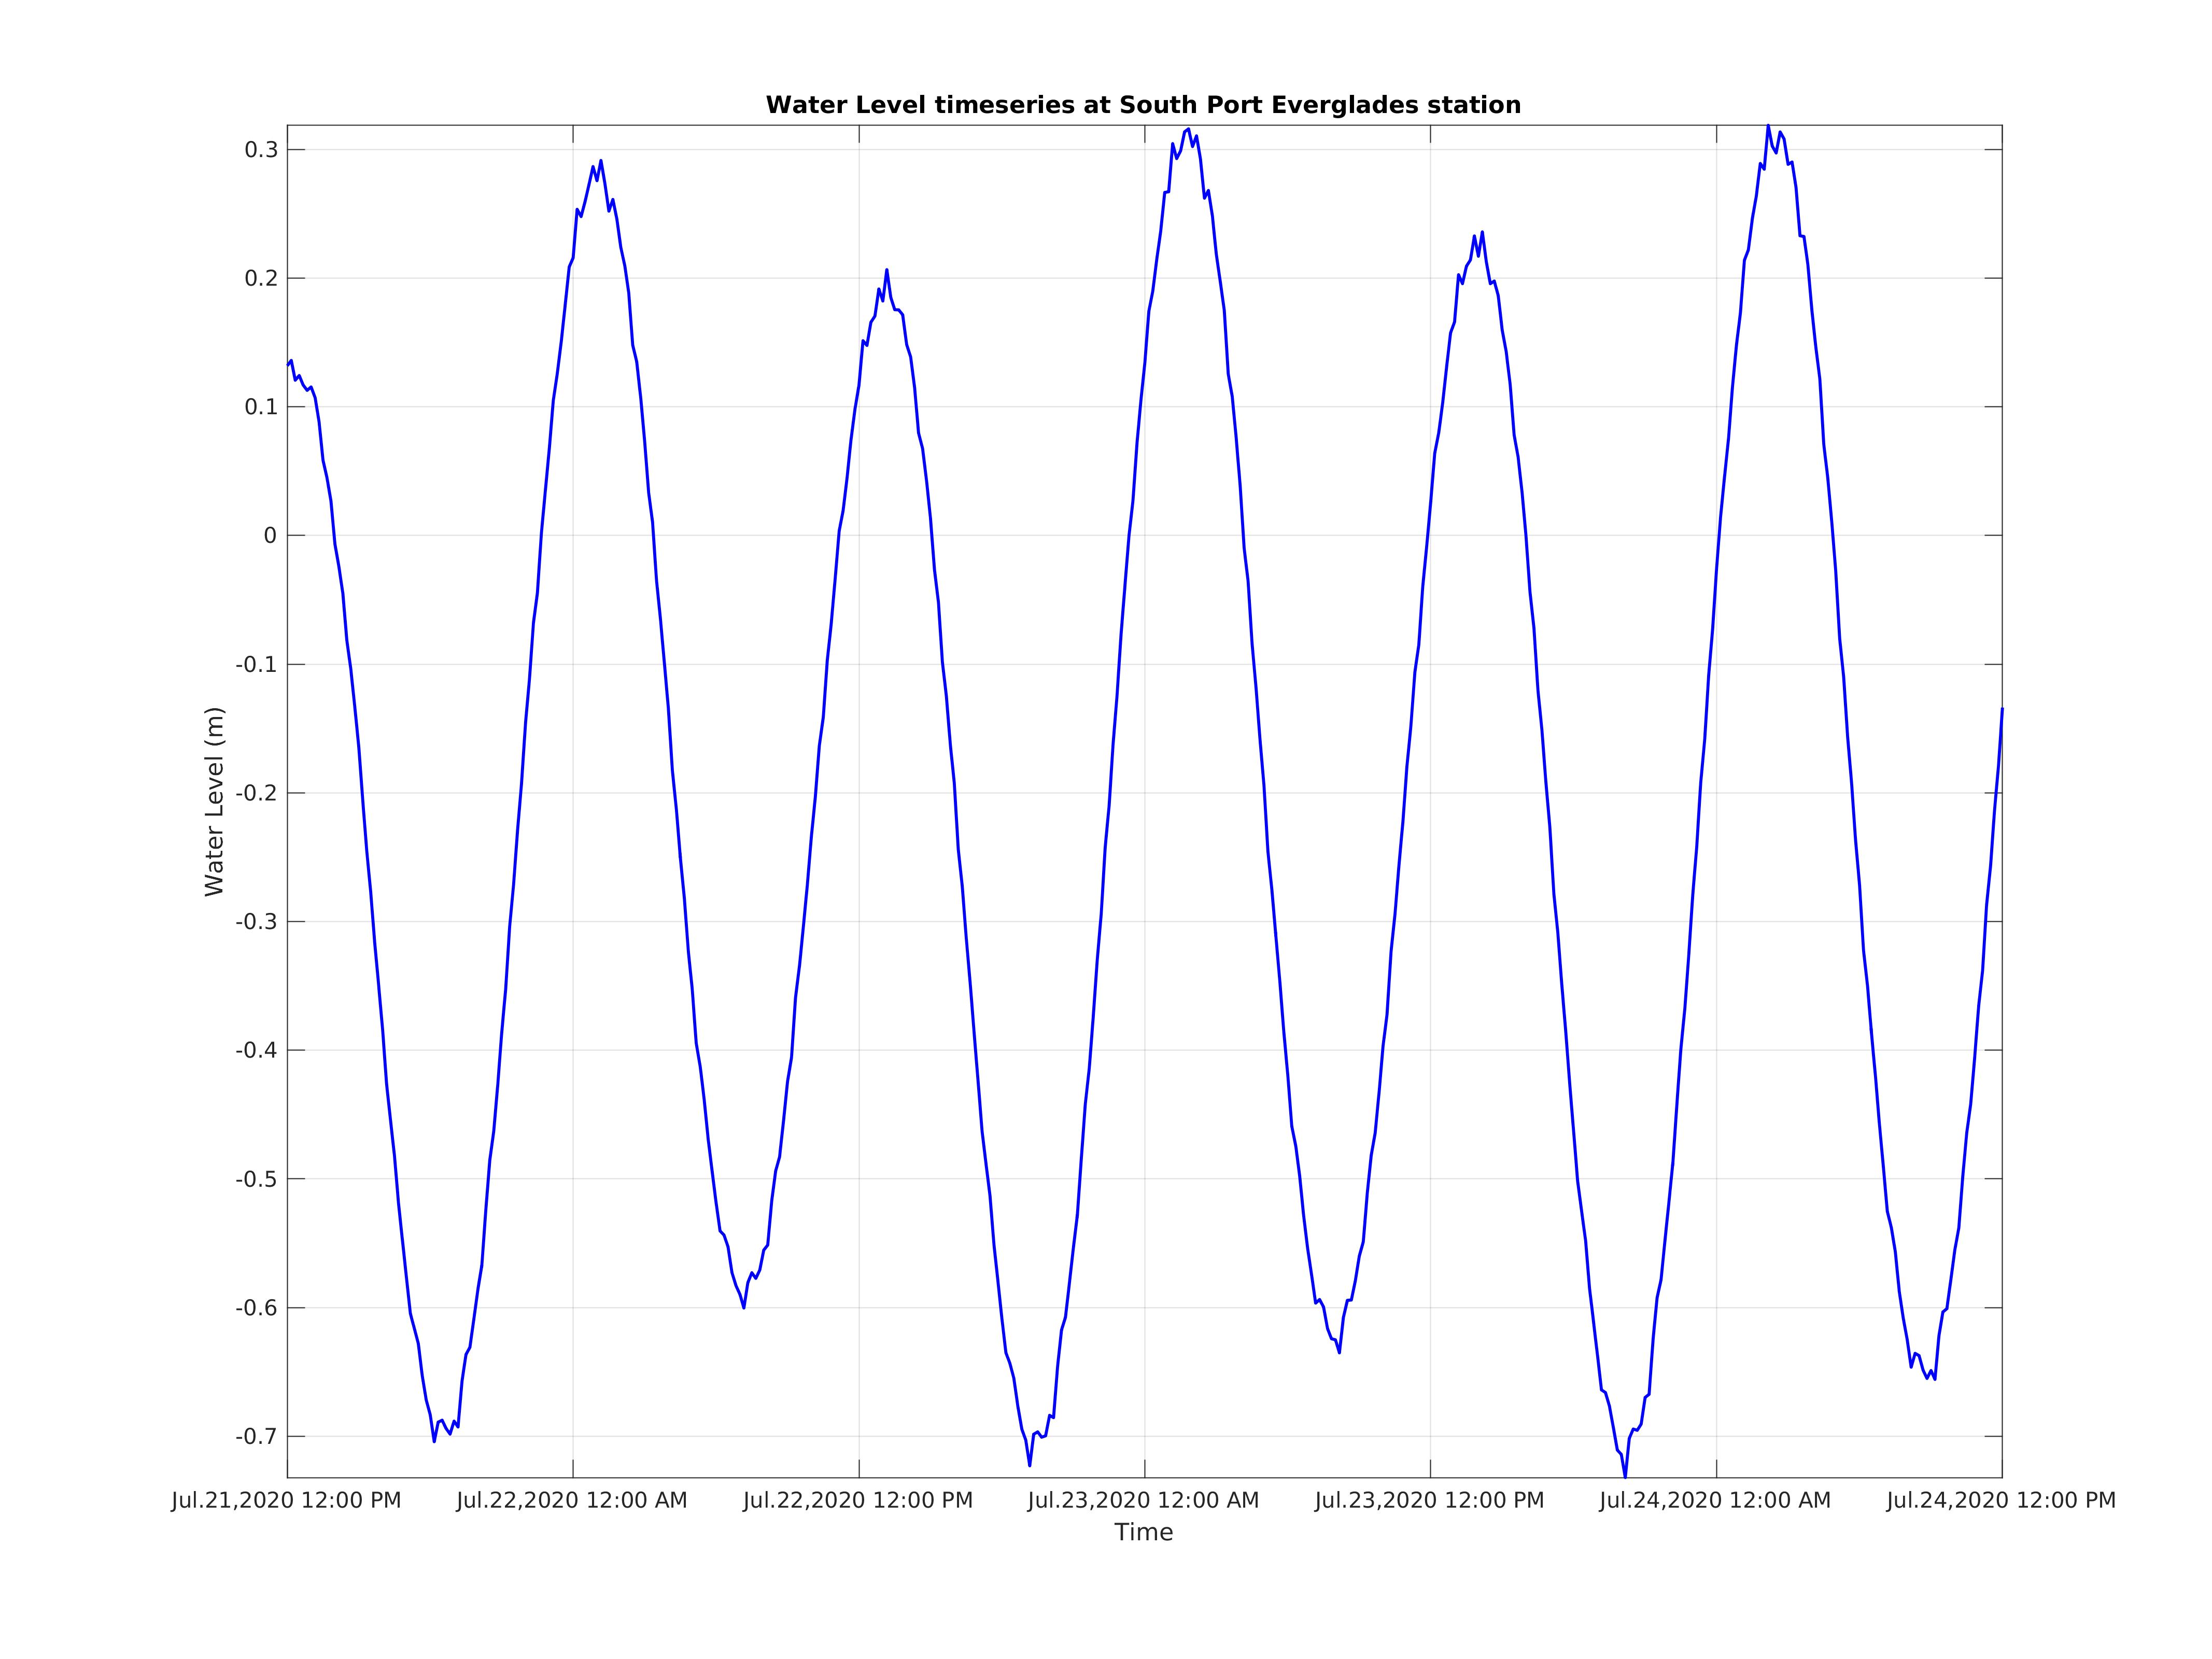 Water Level timeseries at South Port Everglades station
0.3
0.2
0.1
0
-0.1
-0.2
-0.3
-0.4
-0.5
-0.6
-0.7
Water Level (m)
Jul.21,2020 12:00 PM
Jul.22,2020 12:00 AM
Jul.22,2020 12:00 PM
Jul.23,2020 12:00 AM
Jul.23,2020 12:00 PM
Jul.24,2020 12:00 AM
Jul.24,2020 12:00 PM
Time